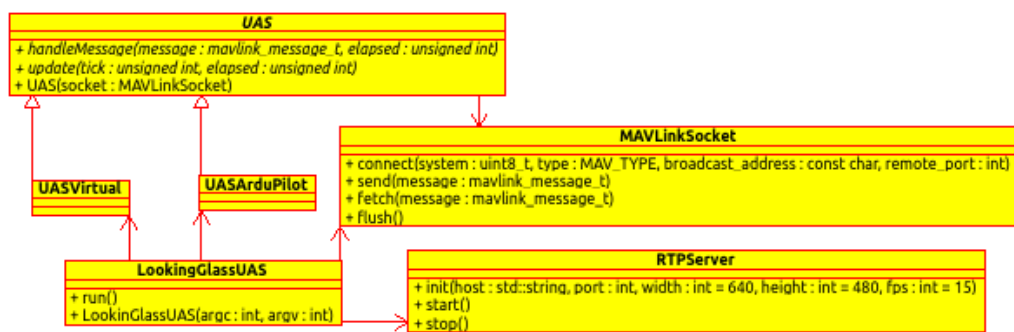 UAS
+ handleMessage(message : mavlink_message_t, elapsed : unsigned int)
+ update(tick : unsigned int, elapsed : unsigned int)
+ UAS(socket : MAVLinkSocket)
MAVLinkSocket
+ connect(system : uint8_t, type : MAV_TYPE, broadcast_address : const char, remote_port : int)
+ send(message : mavlink_message_t)
+ fetch(message : mavlink_message_t)
+ flush()
UASVirtual
UASArduPilot
LookingGlassUAS
+ run()
+ LookinGlassUAS(argc : int, argv : int)
RTPServer
+ init(host : std::string, port : int, width : int = 640, height : int = 480, fps : int = 15)
+ start()
+ stop()